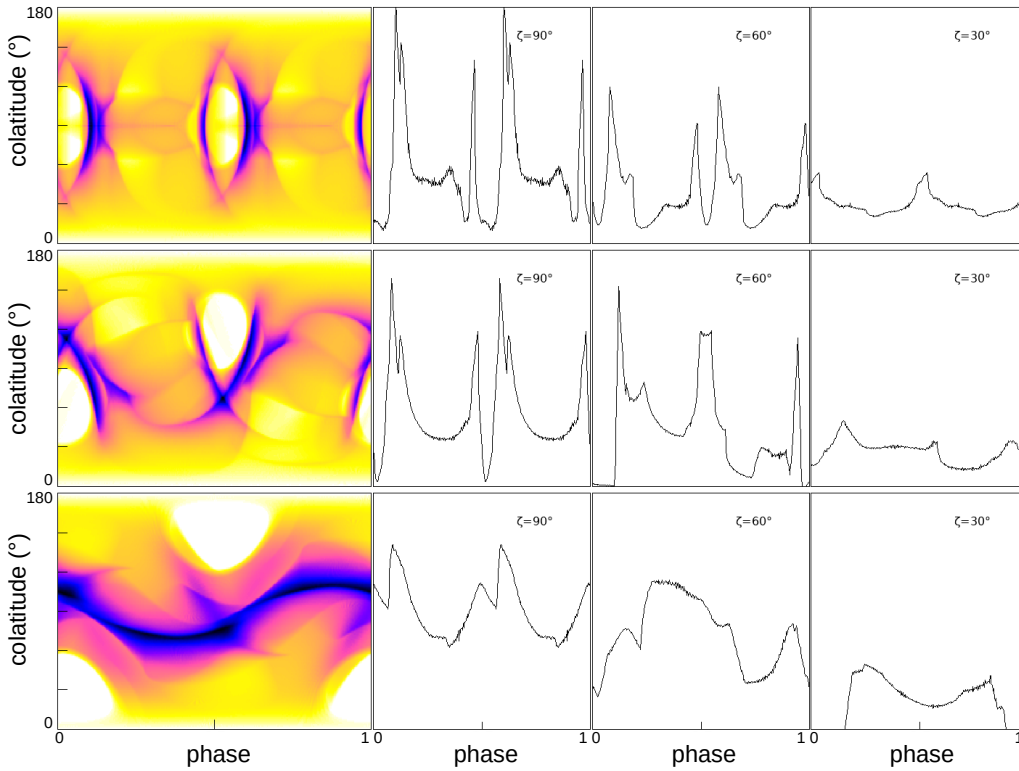 180
colatitude (°)
0
ζ=90°
ζ=60°
ζ=30°
180
colatitude (°)
0
ζ=90°
ζ=60°
ζ=30°
180
colatitude (°)
0
ζ=90°
ζ=60°
ζ=30°
0 1 0 1 0 1 0 1
phase phase phase phase